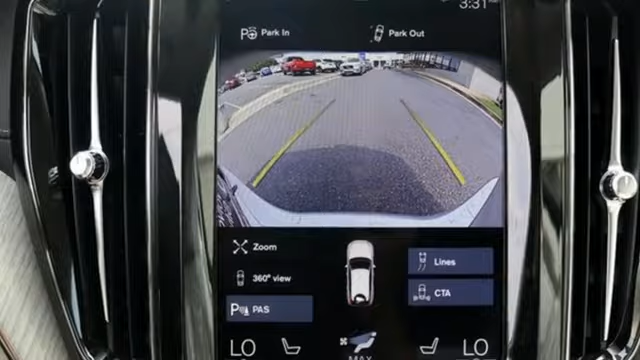 3:31
Park In
Park Out
Zoom
360° view
Lines
CTA
P PAS
LO
LO
MAX